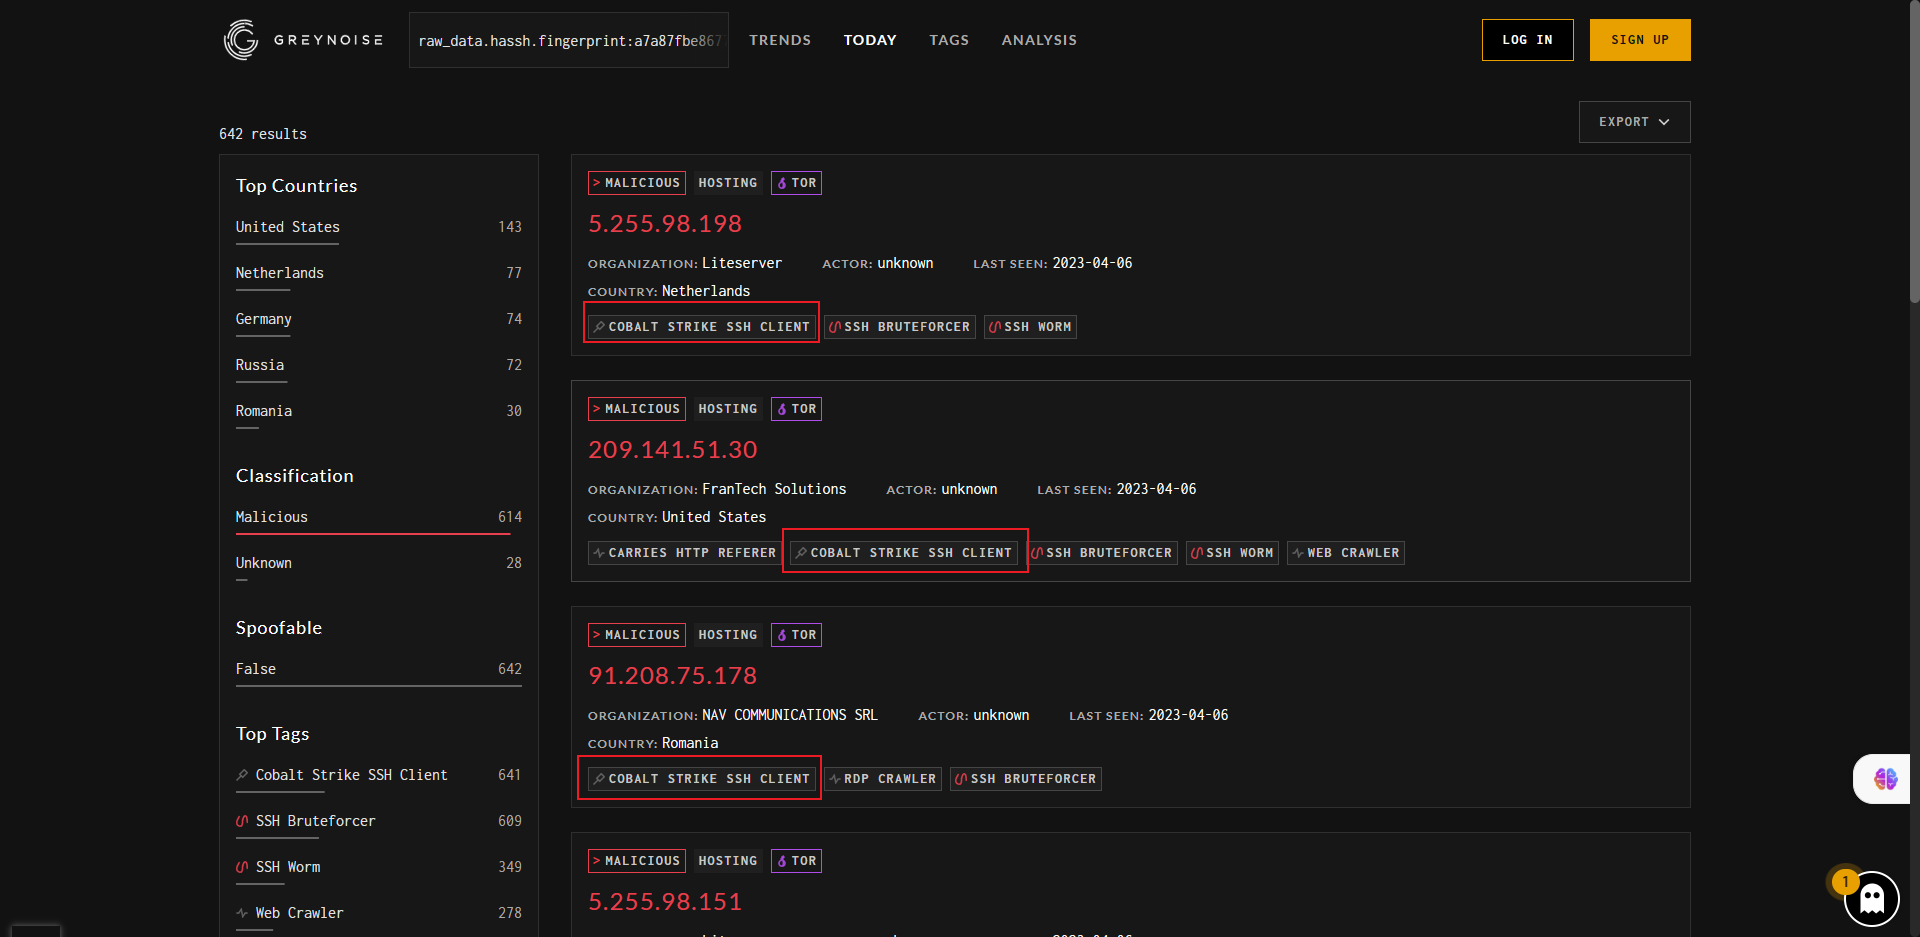 GREYNOISE
raw_data.hassh.fingerprint:a7a87fbe867
TRENDS
TODAY
TAGS
ANALYSIS
LOG IN
SIGN UP
642 results
EXPORT
Top Countries
United States 143
Netherlands 77
Germany 74
Russia 72
Romania 30
Classification
Malicious 614
Unknown 28
Spoofable
False 642
Top Tags
Cobalt Strike SSH Client 641
SSH Bruteforcer 609
SSH Worm 349
Web Crawler 278
> MALICIOUS HOSTING TOR
5.255.98.198
ORGANIZATION: Liteserver ACTOR: unknown LAST SEEN: 2023-04-06
COUNTRY: Netherlands
COBALT STRIKE SSH CLIENT SSH BRUTEFORCER SSH WORM
> MALICIOUS HOSTING TOR
209.141.51.30
ORGANIZATION: FranTech Solutions ACTOR: unknown LAST SEEN: 2023-04-06
COUNTRY: United States
CARRIES HTTP REFERER COBALT STRIKE SSH CLIENT SSH BRUTEFORCER SSH WORM WEB CRAWLER
> MALICIOUS HOSTING TOR
91.208.75.178
ORGANIZATION: NAV COMMUNICATIONS SRL ACTOR: unknown LAST SEEN: 2023-04-06
COUNTRY: Romania
COBALT STRIKE SSH CLIENT RDP CRAWLER SSH BRUTEFORCER
> MALICIOUS HOSTING TOR
5.255.98.151
1